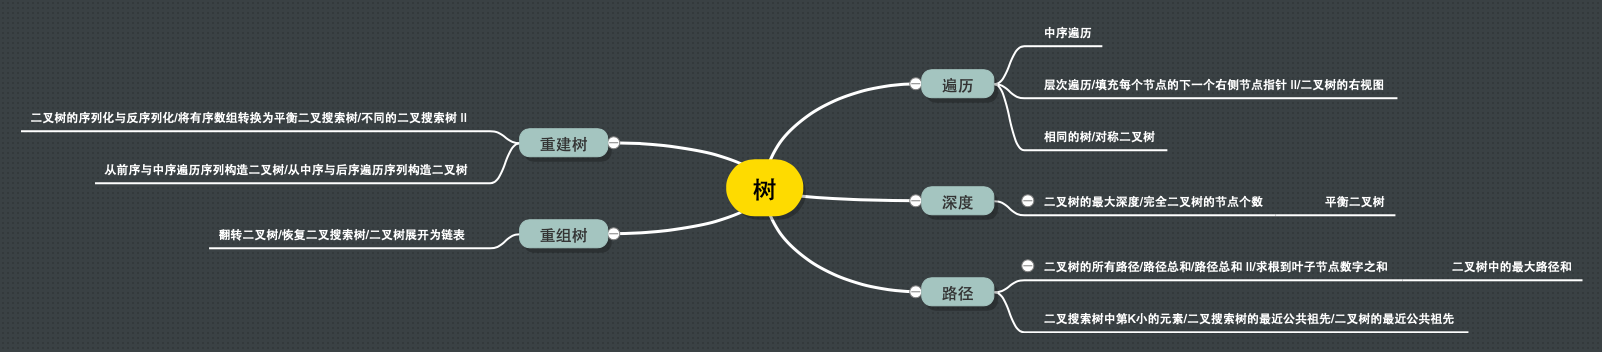 树
遍历
中序遍历
层次遍历/填充每个节点的下一个右侧节点指针 II/二叉树的右视图
相同的树/对称二叉树
深度
二叉树的最大深度/完全二叉树的节点个数
平衡二叉树
路径
二叉树的所有路径/路径总和/路径总和 II/求根到叶子节点数字之和
二叉树中的最大路径和
二叉搜索树中第K小的元素/二叉搜索树的最近公共祖先/二叉树的最近公共祖先
重建树
二叉树的序列化与反序列化/将有序数组转换为平衡二叉搜索树/不同的二叉搜索树 II
从前序与中序遍历序列构造二叉树/从中序与后序遍历序列构造二叉树
重组树
翻转二叉树/恢复二叉搜索树/二叉树展开为链表